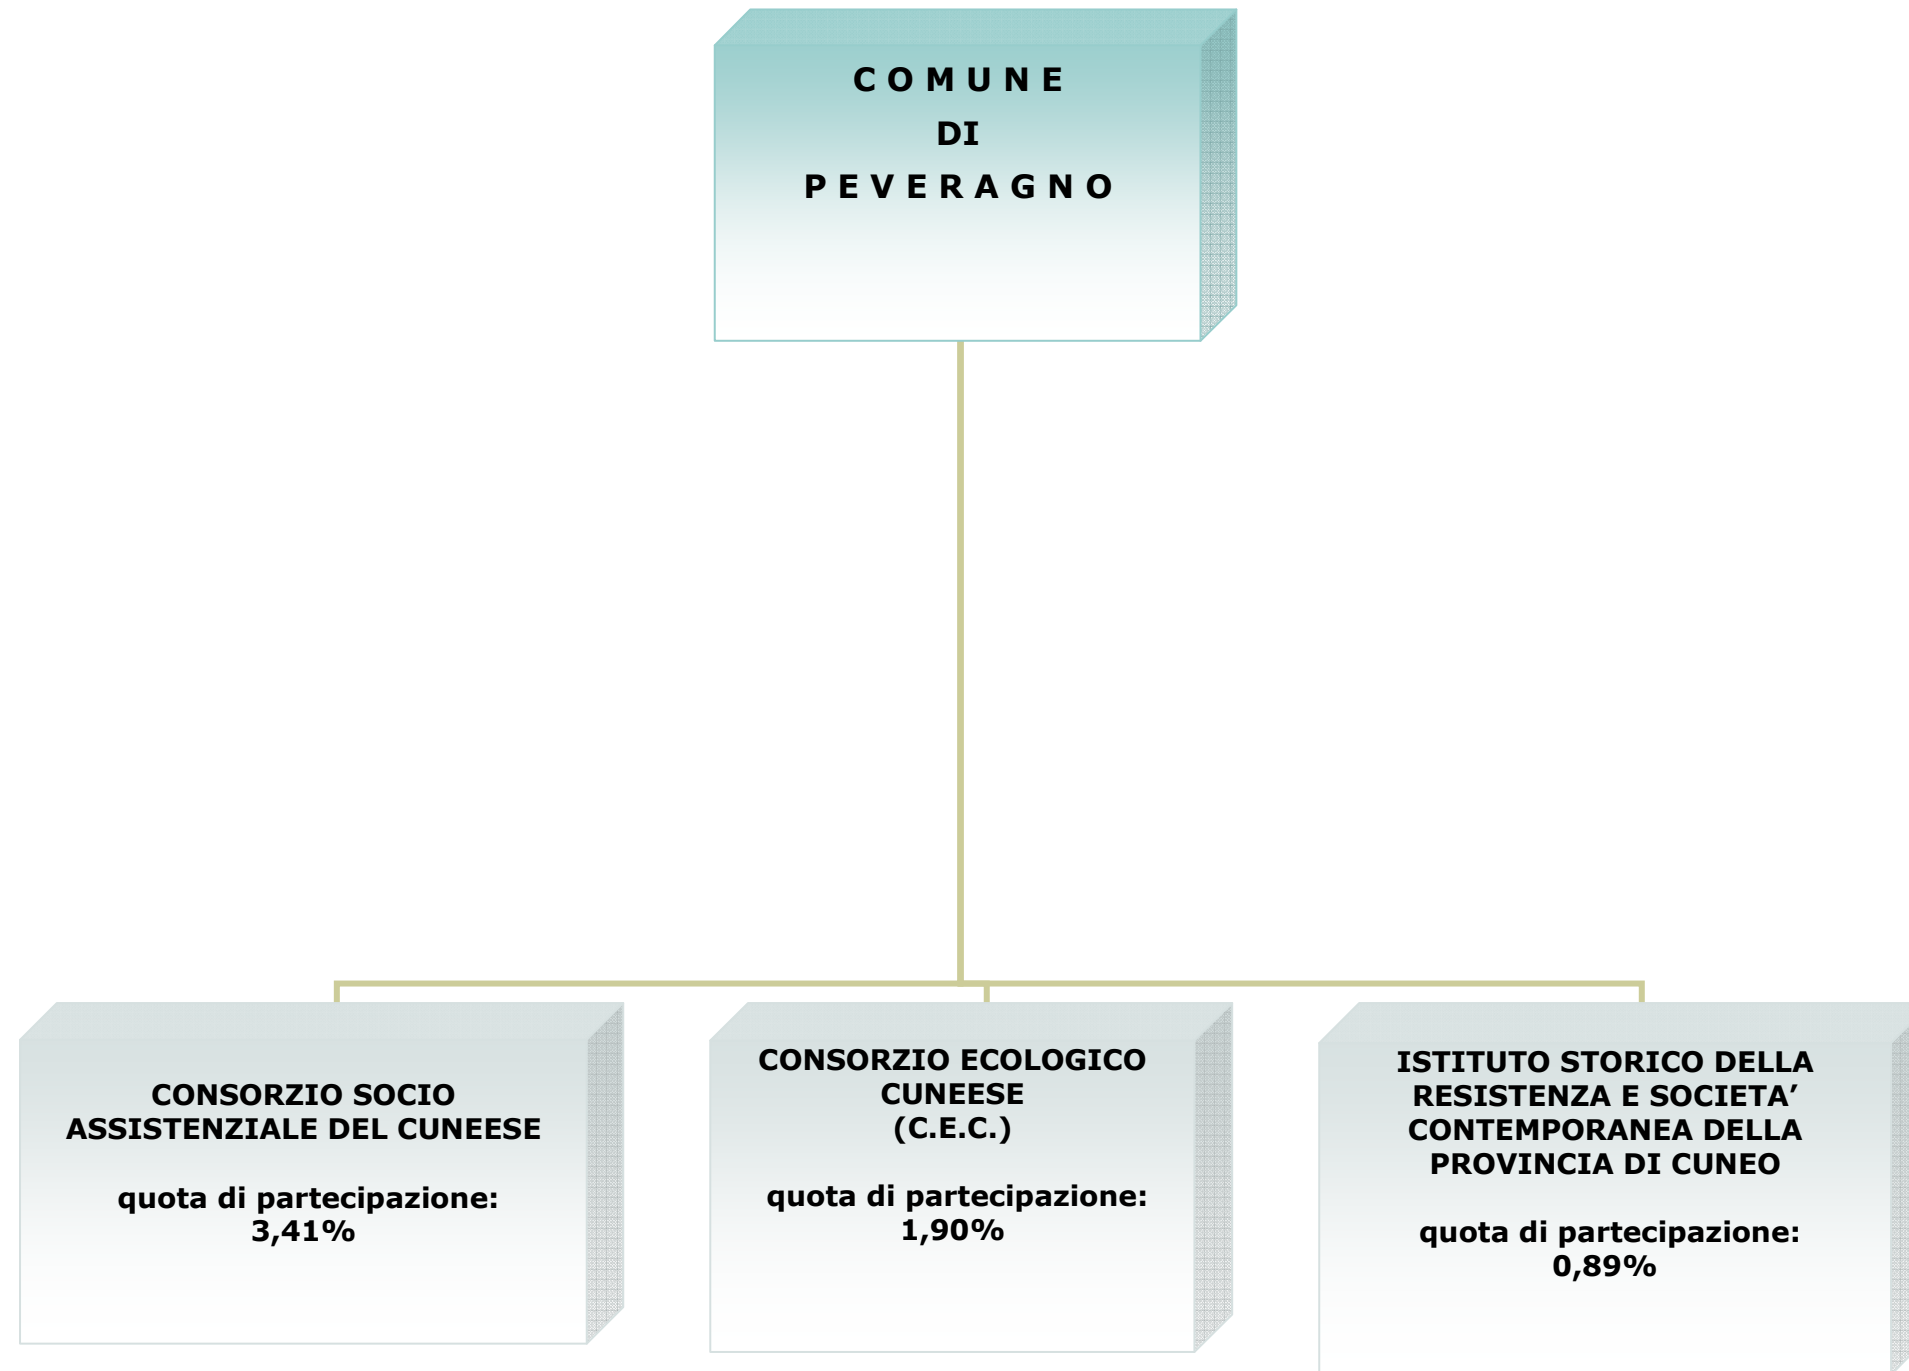 C O M U N E
DI
P E V E R A G N O
CONSORZIO SOCIO
ASSISTENZIALE DEL CUNEESE
quota di partecipazione:
3,41%
CONSORZIO ECOLOGICO
CUNEESE
(C.E.C.)
quota di partecipazione:
1,90%
ISTITUTO STORICO DELLA
RESISTENZA E SOCIETA’
CONTEMPORANEA DELLA
PROVINCIA DI CUNEO
quota di partecipazione:
0,89%